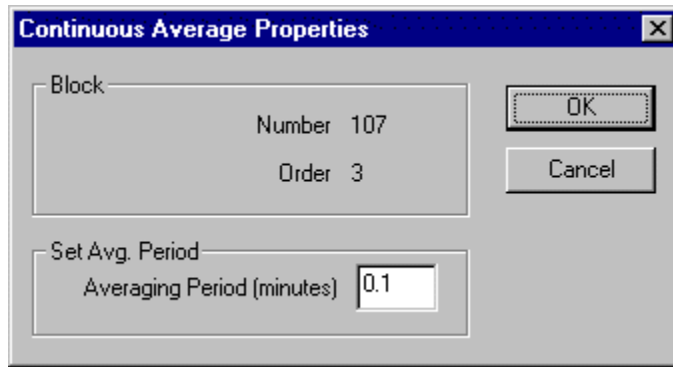 Continuous Average Properties
Block
Number 107
Order 3
OK
Cancel
Set Avg. Period
Averaging Period (minutes) 0.1